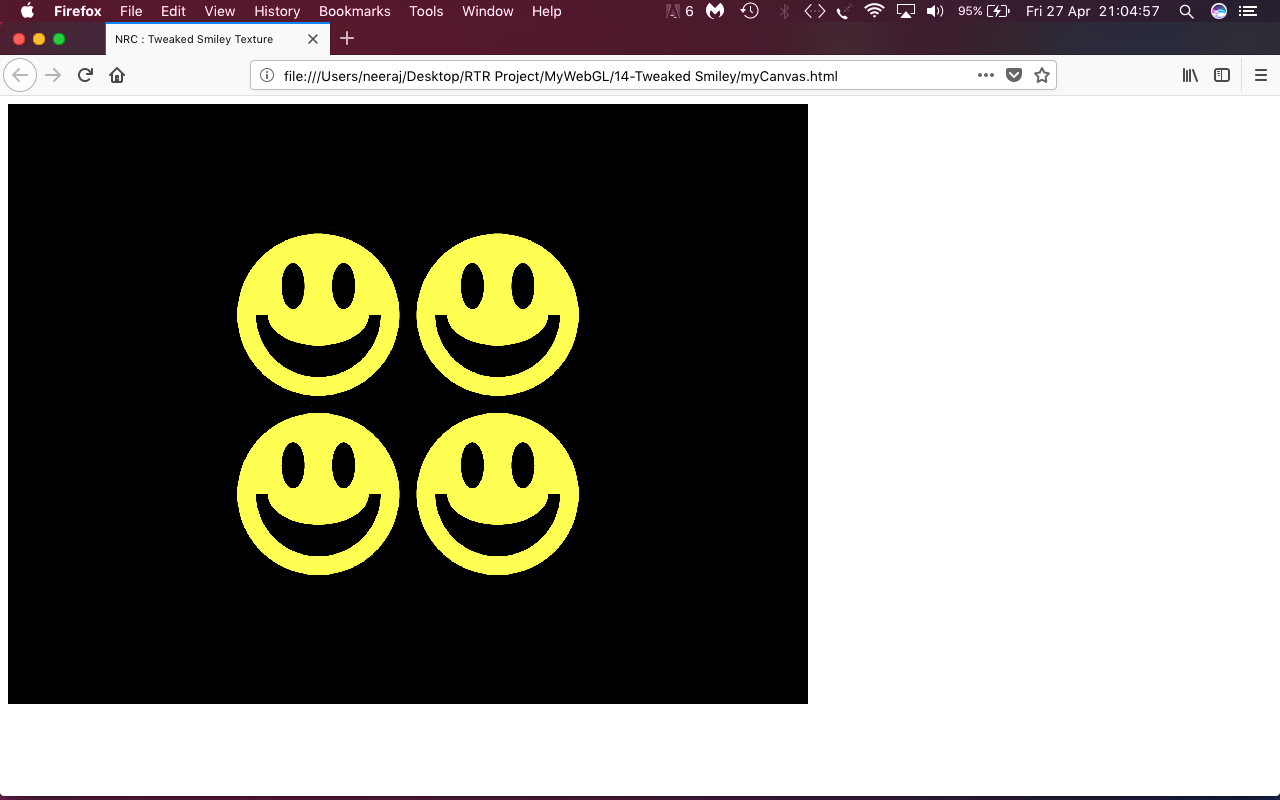 Firefox File Edit View History Bookmarks Tools Window Help 6 95% Fri 27 Apr 21:04:57
NRC : Tweaked Smiley Texture
file:///Users/neeraj/Desktop/RTR Project/MyWebGL/14-Tweaked Smiley/myCanvas.html